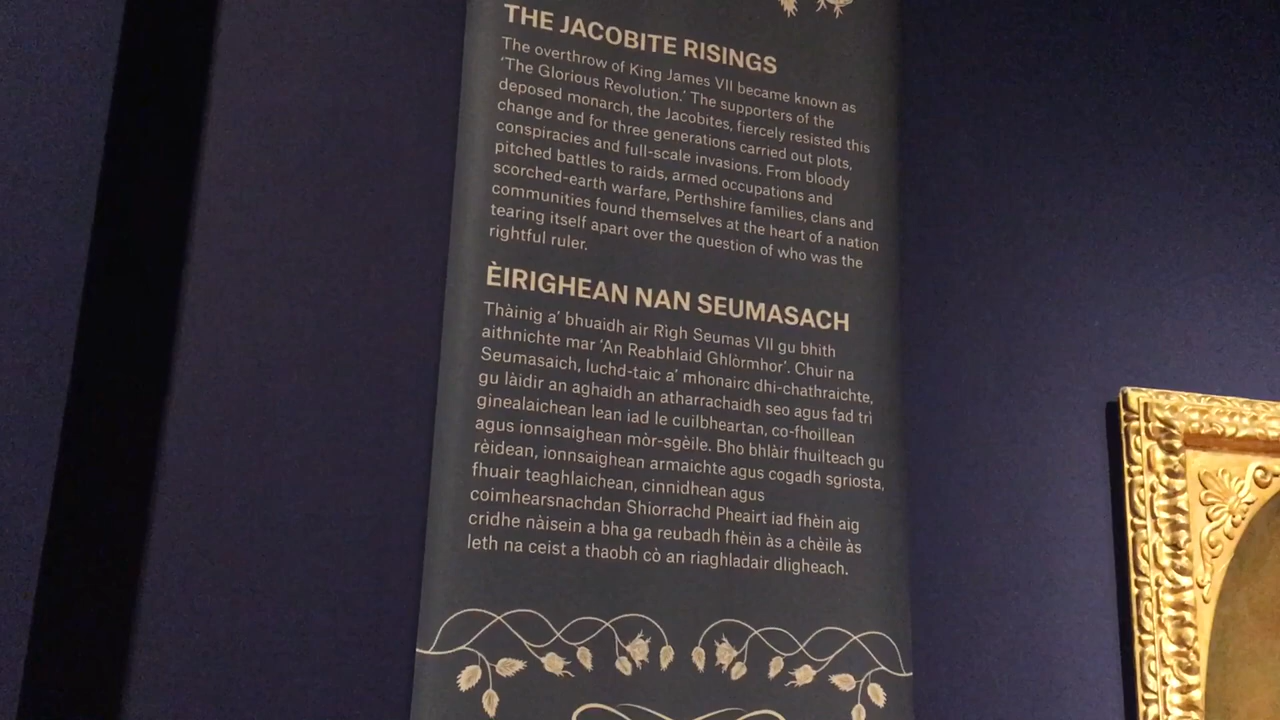 THE JACOBITE RISINGS
The overthrow of King James VII became known as
‘The Glorious Revolution.’ The supporters of the
deposed monarch, the Jacobites, fiercely resisted this
change and for three generations carried out plots,
conspiracies and full-scale invasions. From bloody
pitched battles to raids, armed occupations and
scorched-earth warfare, Perthshire families, clans and
communities found themselves at the heart of a nation
tearing itself apart over the question of who was the
rightful ruler.
ÈIRIGHEAN NAN SEUMASACH
Thàinig a’ bhuaidh air Rìgh Seumas VII gu bhith
aithnichte mar ‘An Reabhlaid Ghlòrmhor’. Chuir na
Seumasaich, luchd-taic a’ mhonairc dhi-chathraichte,
gu làidir an aghaidh an atharrachaidh seo agus fad trì
ginealaichean lean iad le cuilbheartan, co-fhoillean
agus ionnsaighean mòr-sgèile. Bho bhlàir fhuilteach gu
rèidean, ionnsaighean armaichte agus cogadh sgriosta,
fhuair teaghlaichean, cinnidhean agus
coimhearsnachdan Shiorrachd Pheairt iad fhèin aig
cridhe nàisein a bha ga reubadh fhèin às a chèile às
leth na ceist a thaobh cò an riaghladair dligheach.